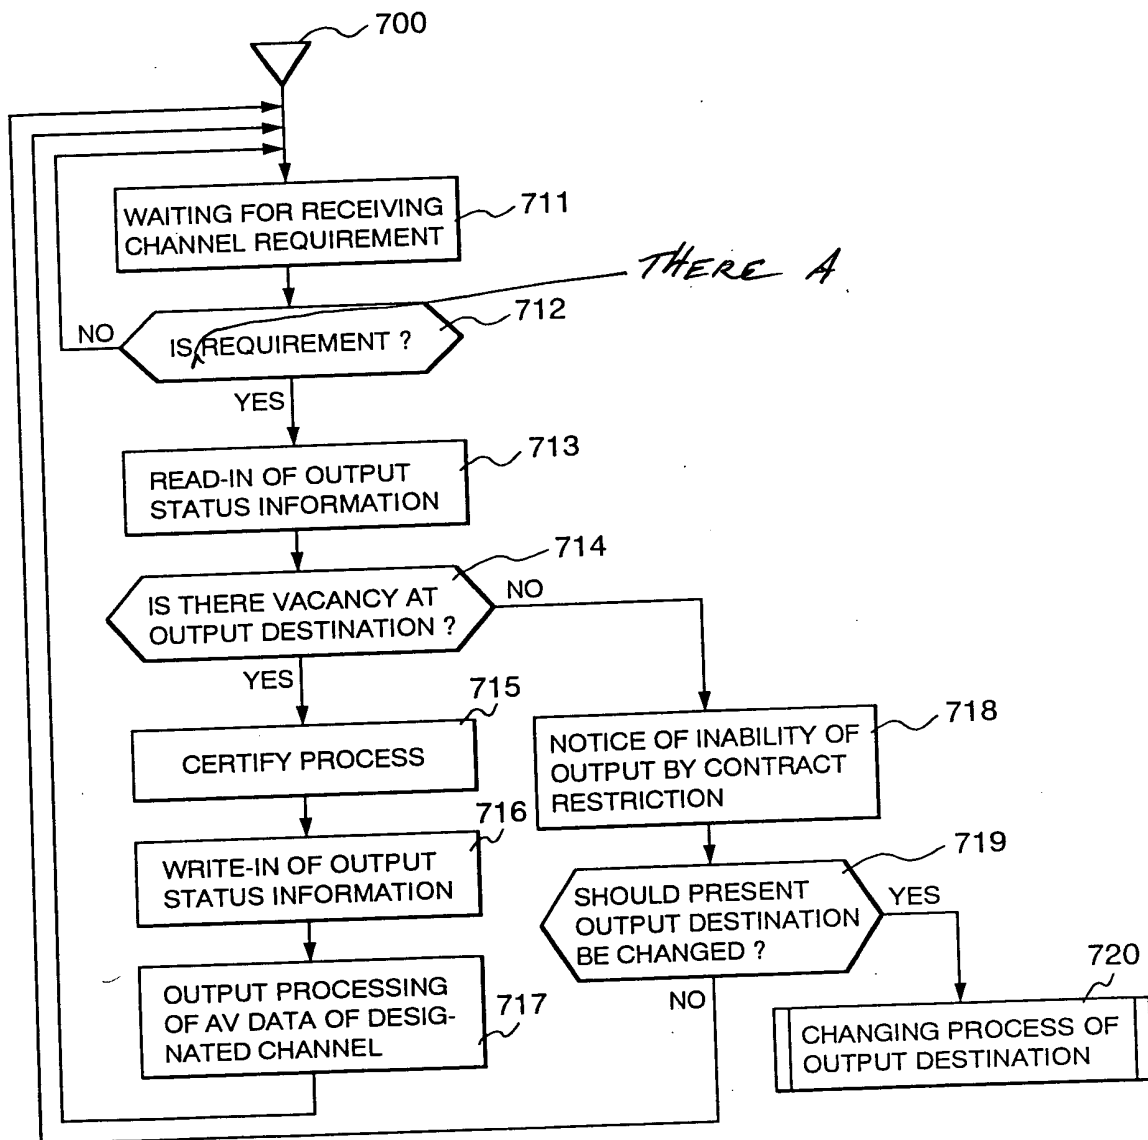 700
WAITING FOR RECEIVING
CHANNEL REQUIREMENT
711
THERE A
NO
IS REQUIREMENT ?
712
YES
READ-IN OF OUTPUT
STATUS INFORMATION
713
IS THERE VACANCY AT
OUTPUT DESTINATION ?
714
NO
YES
CERTIFY PROCESS
715
NOTICE OF INABILITY OF
OUTPUT BY CONTRACT
RESTRICTION
718
WRITE-IN OF OUTPUT
STATUS INFORMATION
716
SHOULD PRESENT
OUTPUT DESTINATION
BE CHANGED ?
719
YES
NO
OUTPUT PROCESSING
OF AV DATA OF DESIG-
NATED CHANNEL
717
CHANGING PROCESS OF
OUTPUT DESTINATION
720